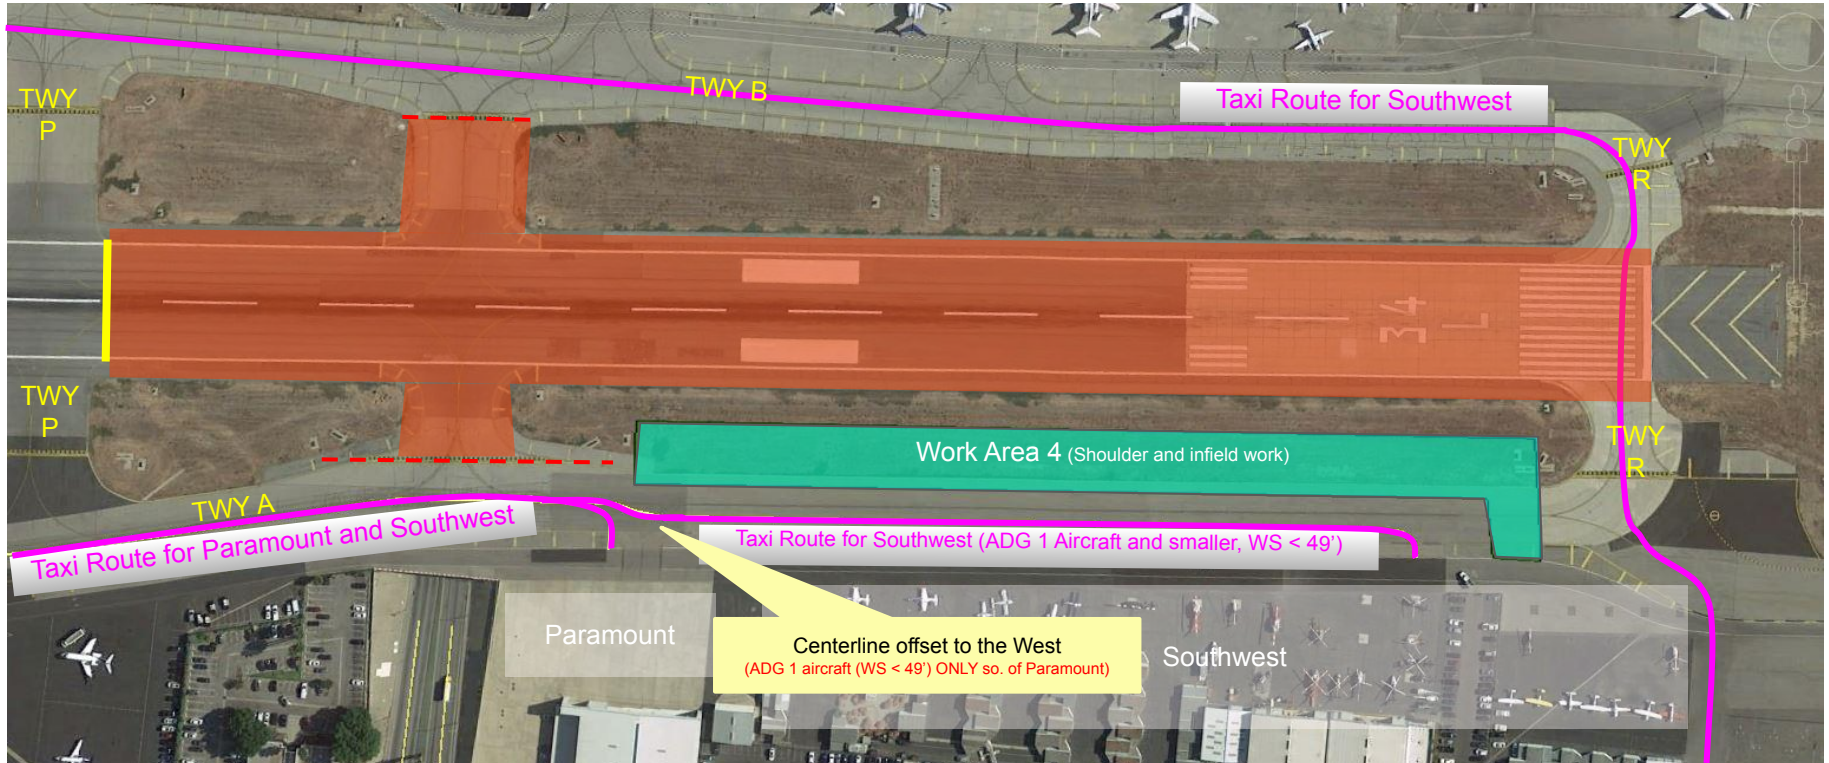 TWY B
Taxi Route for Southwest
TWY
P
TWY
R
34
L
TWY
P
TWY
R
Work Area 4 (Shoulder and infield work)
TWY A
Taxi Route for Paramount and Southwest
Taxi Route for Southwest (ADG 1 Aircraft and smaller, WS < 49')
Paramount
Centerline offset to the West
(ADG 1 aircraft (WS < 49') ONLY so. of Paramount)
Southwest